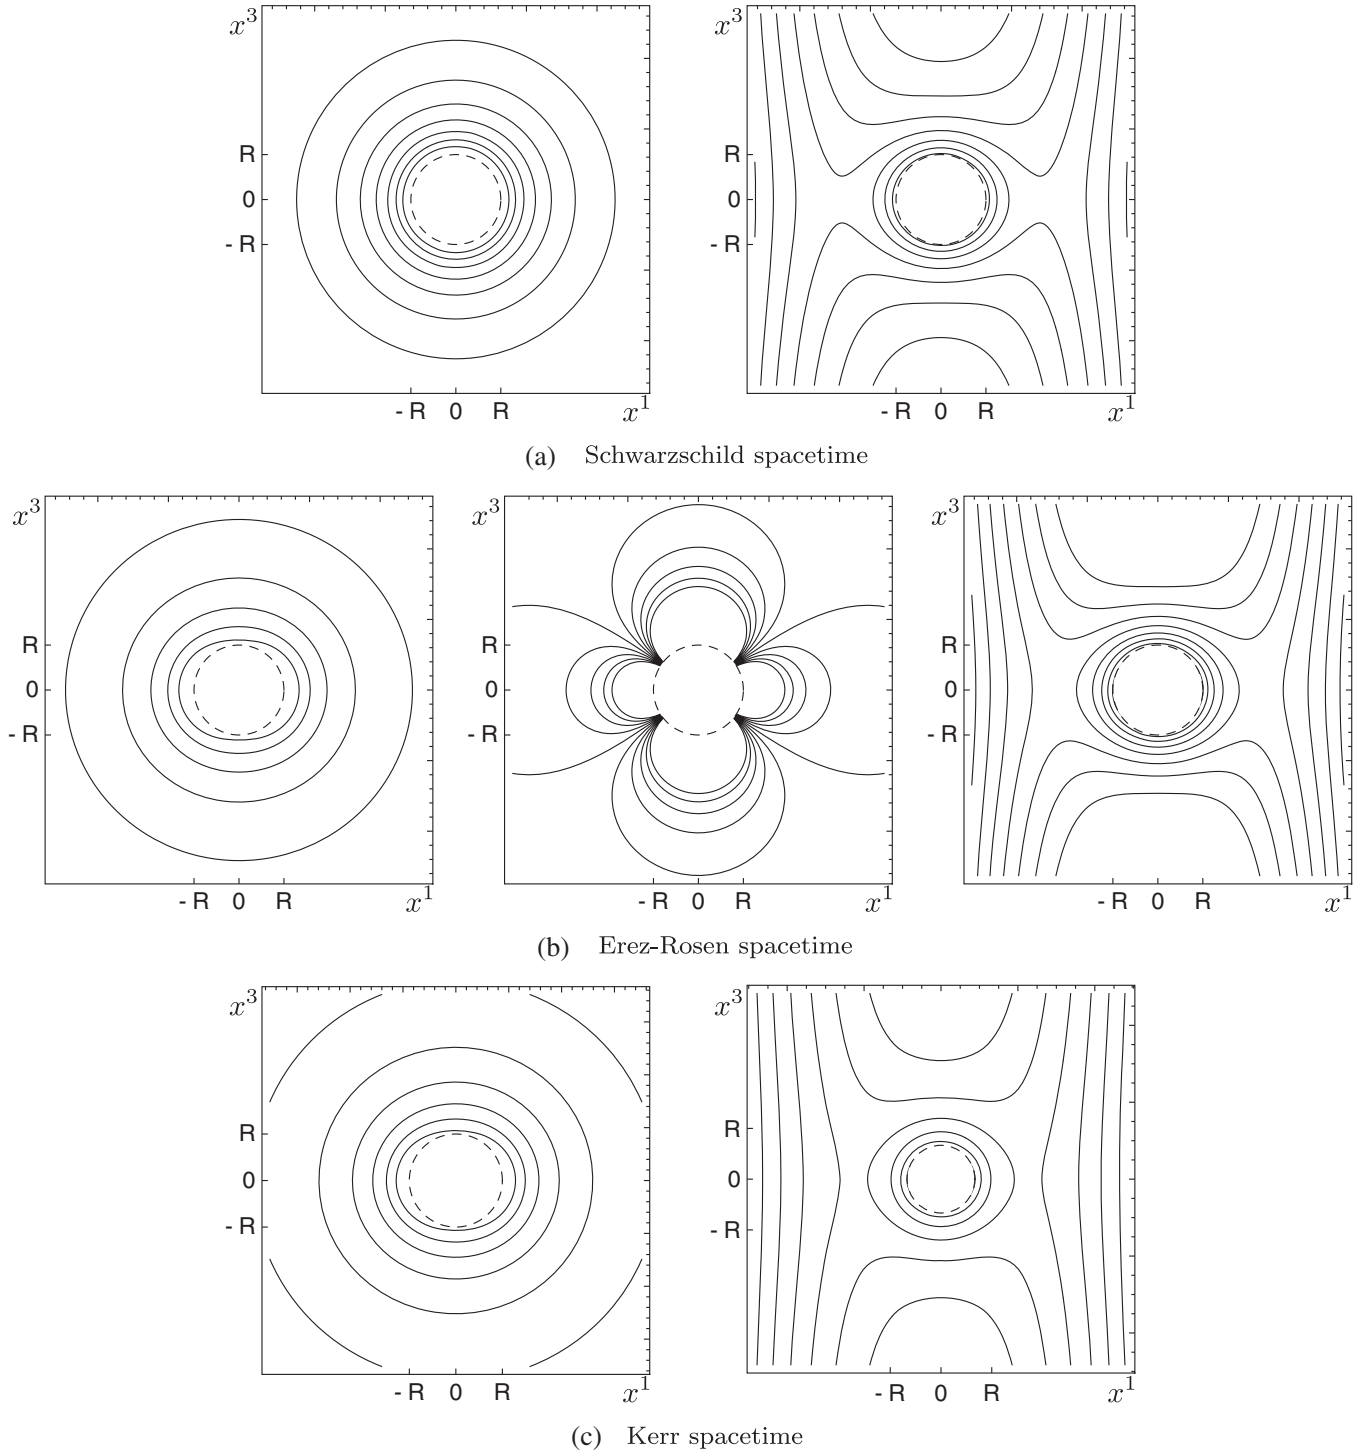 x³ x³
R R
0 0
- R - R
- R 0 R x¹ - R 0 R x¹
(a) Schwarzschild spacetime
x³ x³ x³
R R R
0 0 0
- R - R - R
- R 0 R x¹ - R 0 R x¹ - R 0 R x¹
(b) Erez-Rosen spacetime
x³ x³
R R
0 0
- R - R
- R 0 R x¹ - R 0 R x¹
(c) Kerr spacetime